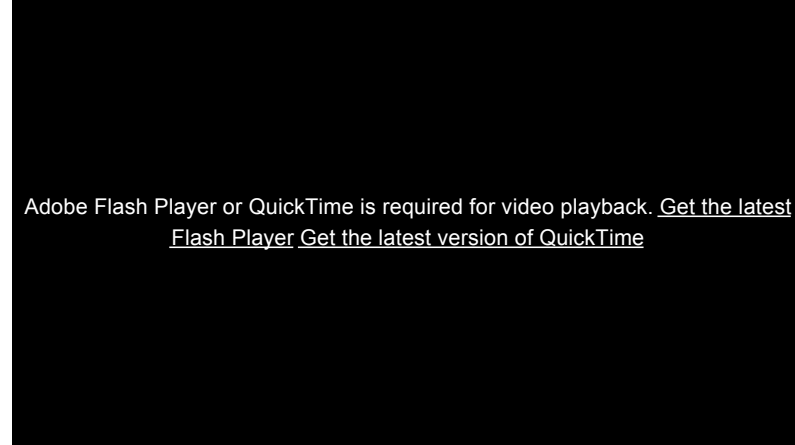 Adobe Flash Player or QuickTime is required for video playback. Get the latest
Flash Player Get the latest version of QuickTime